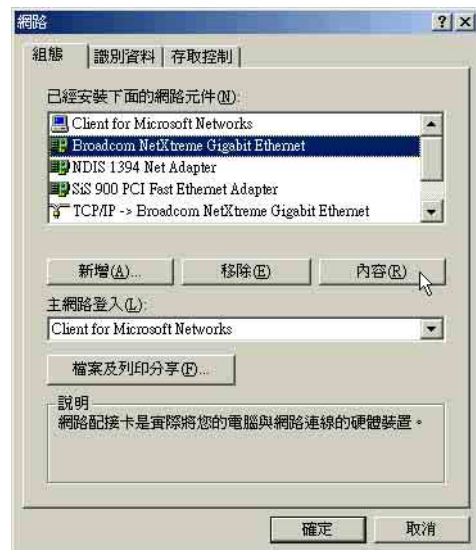 網路
組態 識別資料 存取控制
已經安裝下面的網路元件(N):
Client for Microsoft Networks
Broadcom NetXtreme Gigabit Ethernet
NDIS 1394 Net Adapter
SiS 900 PCI Fast Ethernet Adapter
TCP/IP -> Broadcom NetXtreme Gigabit Ethernet
新增(A)... 移除(E) 內容(R)
主網路登入(L):
Client for Microsoft Networks
檔案及列印分享(F)...
說明
網路配接卡是實際將您的電腦與網路連線的硬體裝置。
確定 取消